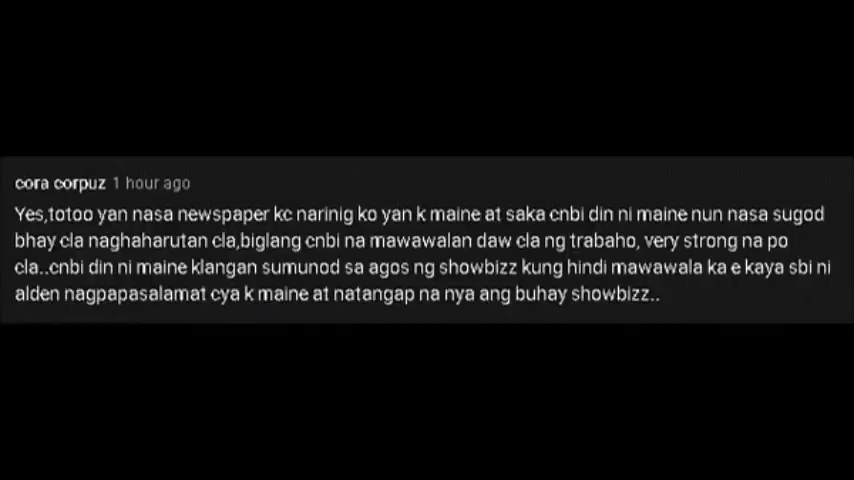 cora corpuz 1 hour ago
Yes,totoo yan nasa newspaper kc narinig ko yan k maine at saka cnbi din ni maine nun nasa sugod
bhay cla naghaharutan cla,biglang cnbi na mawawalan daw cla ng trabaho, very strong na po
cla..cnbi din ni maine klangan sumunod sa agos ng showbizz kung hindi mawawala ka e kaya sbi ni
alden nagpapasalamat cya k maine at natangap na nya ang buhay showbizz..